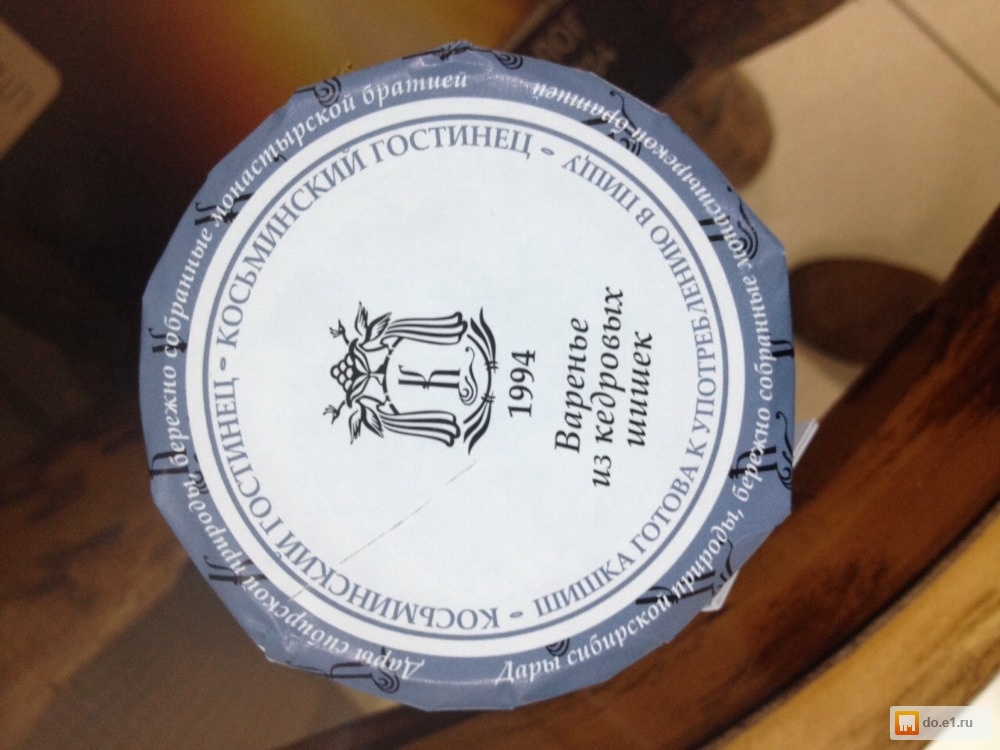 Дары сибирской природы, бережно собранные монастырской братией
Дары сибирской природы, бережно собранные монастырской братией
КОСЬМИНСКИЙ ГОСТИНЕЦ - КОСЬМИНСКИЙ ГОСТИНЕЦ -
ШИШКА ГОТОВА К УПОТРЕБЛЕНИЮ В ПИЩУ
К
1994
Варенье
из кедровых
шишек
do.e1.ru